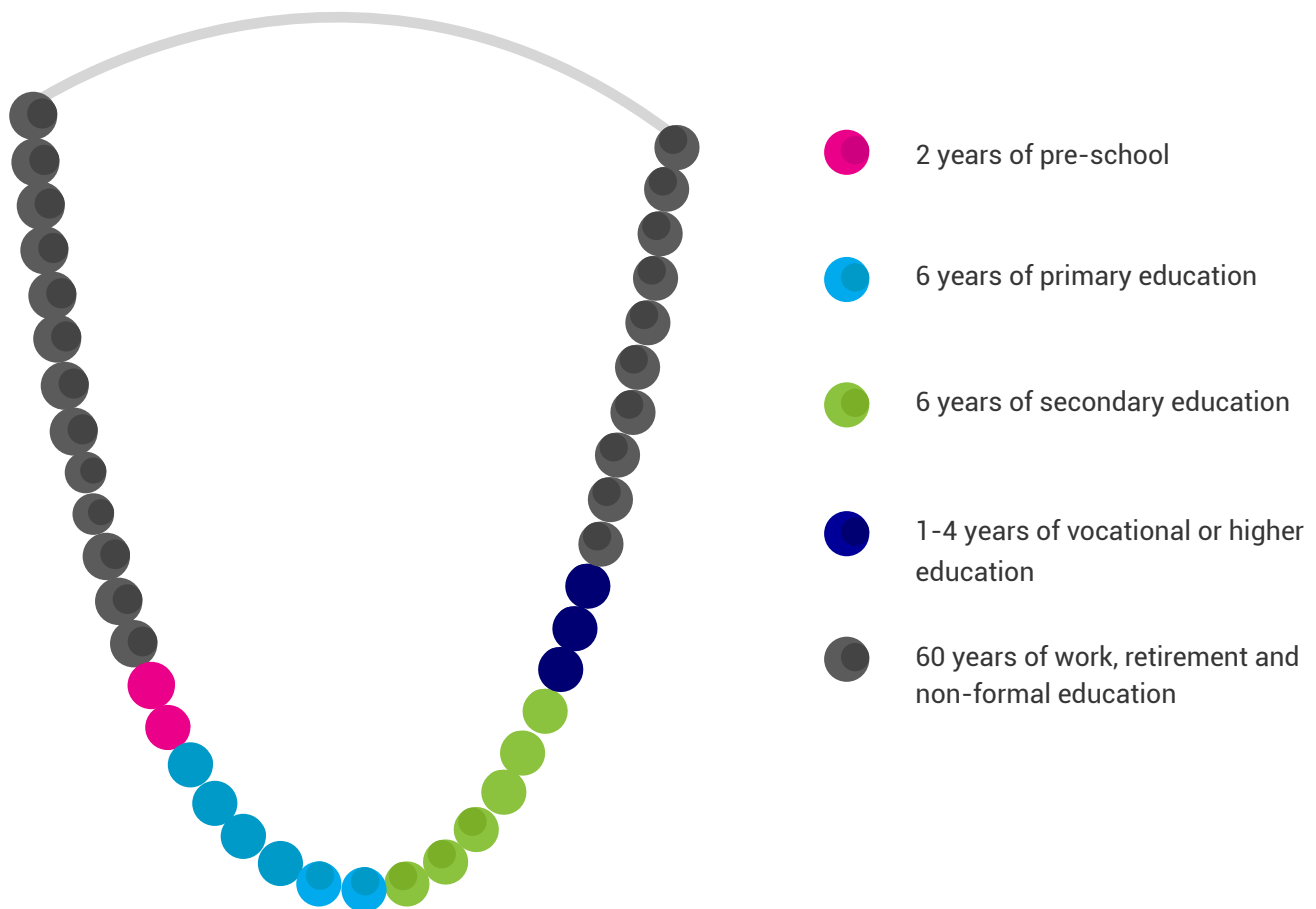 2 years of pre-school
6 years of primary education
6 years of secondary education
1-4 years of vocational or higher
education
60 years of work, retirement and
non-formal education